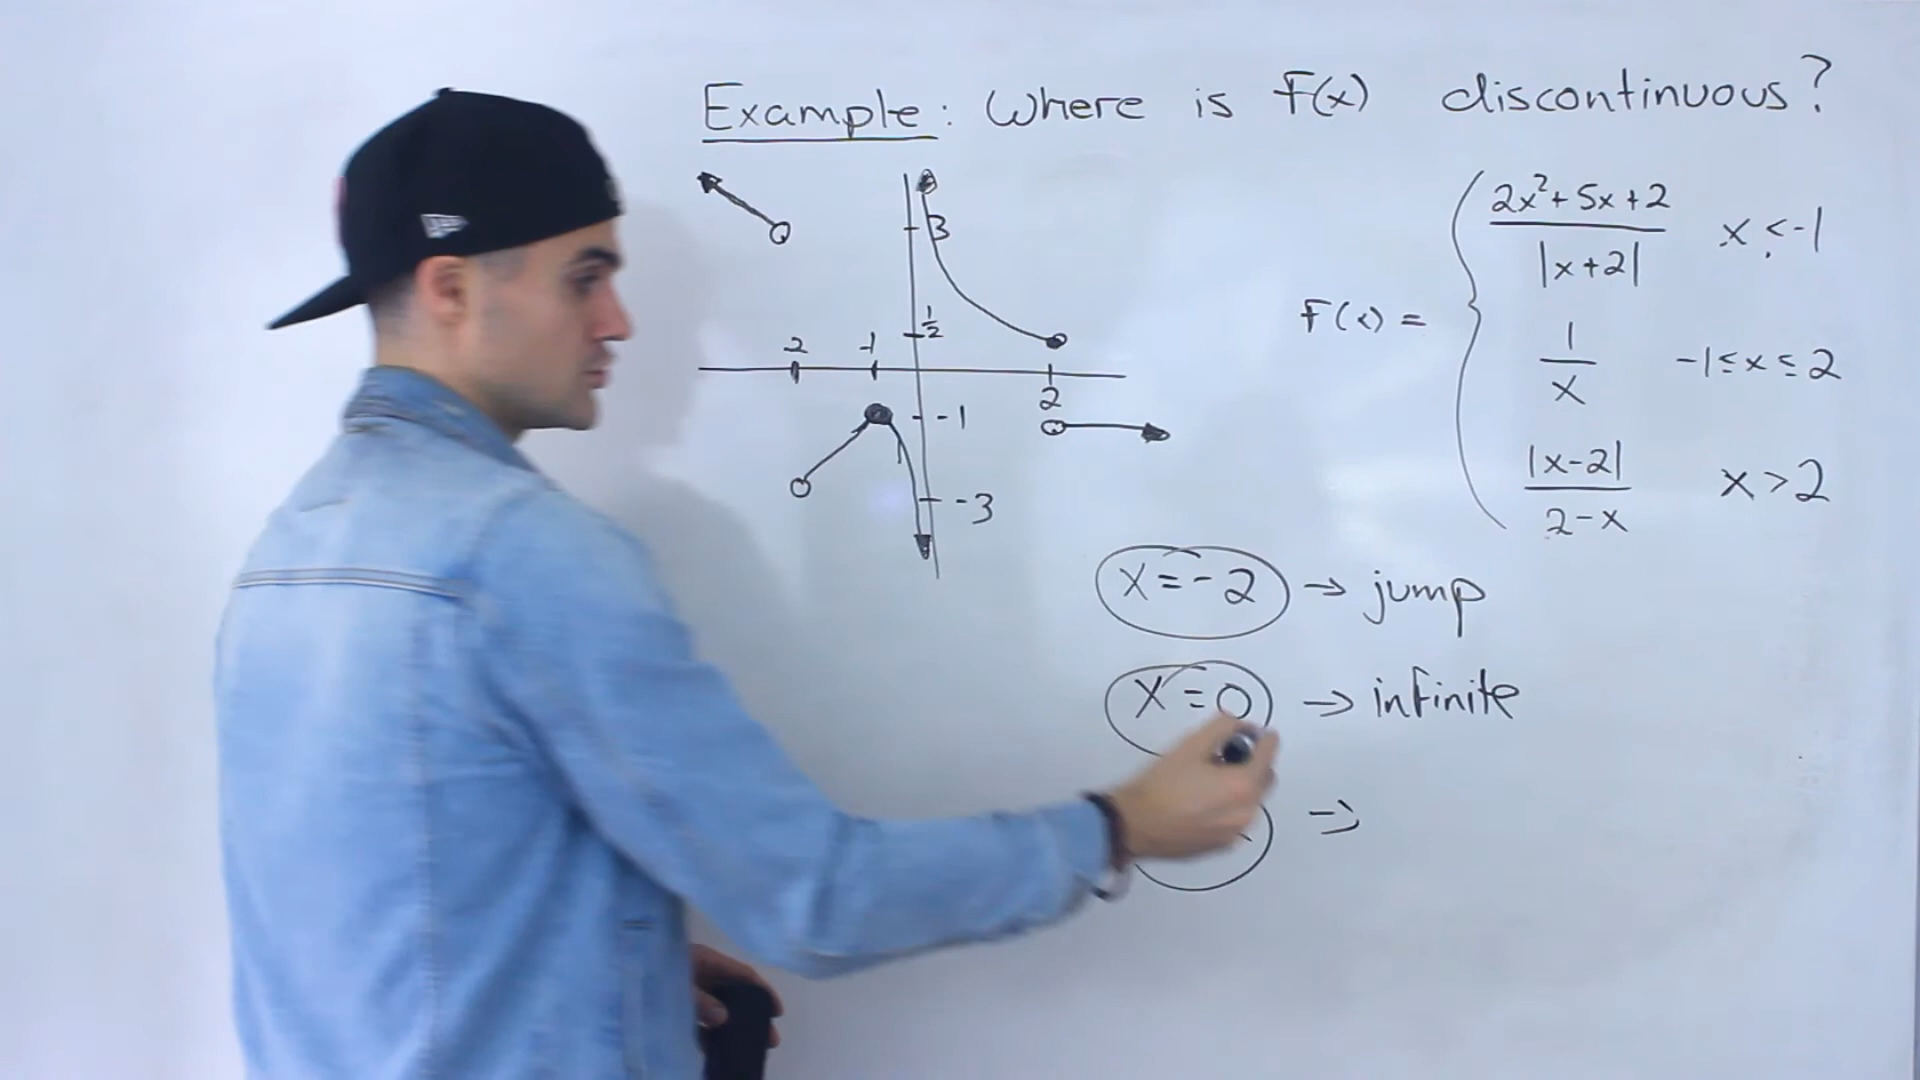 Example: Where is F(x) discontinuous?
3
1/2
-2 -1
2
-1
-3
F(x) =
2x²+5x+2 / |x+2| x<-1
1/x -1≤x≤2
|x-2| / 2-x x>2
x=-2 → jump
x=0 → infinite
→